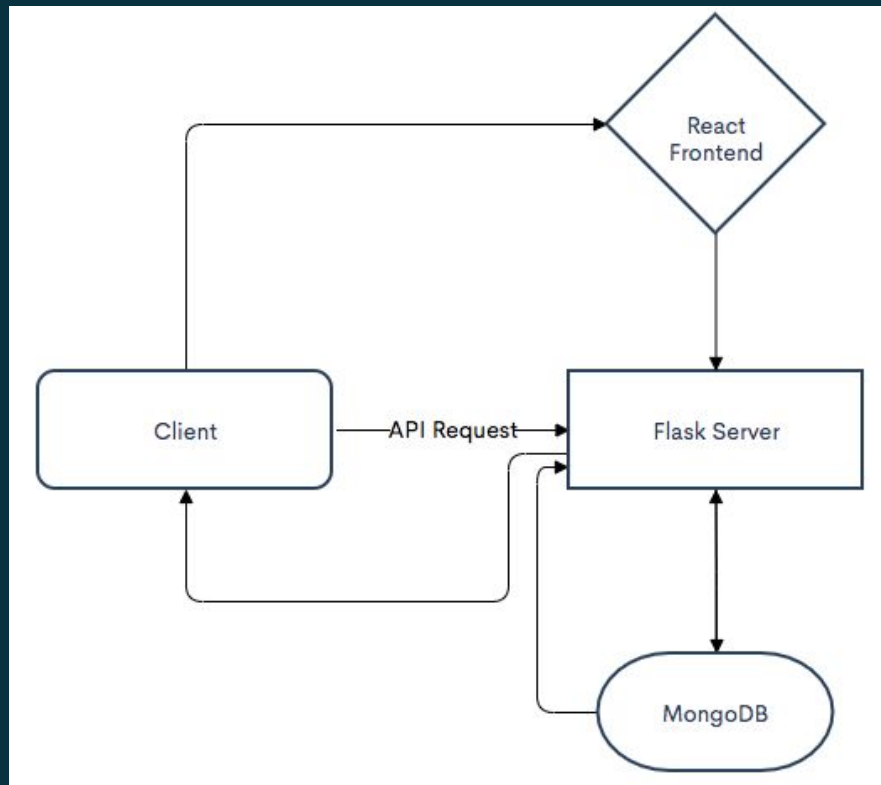 React
Frontend
Client
API Request
Flask Server
MongoDB